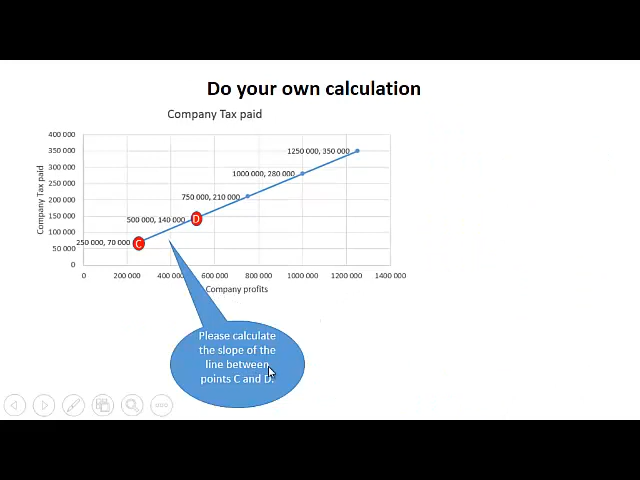 Do your own calculation
Company Tax paid
400 000
350 000
300 000
250 000
200 000
150 000
100 000
50 000
0
Company Tax paid
1250 000, 350 000
1000 000, 280 000
750 000, 210 000
500 000, 140 000
D
250 000, 70 000
C
0
200 000
400 000
600 000
800 000
1000 000
1200 000
1400 000
Company profits
Please calculate
the slope of the
line between
points C and D.